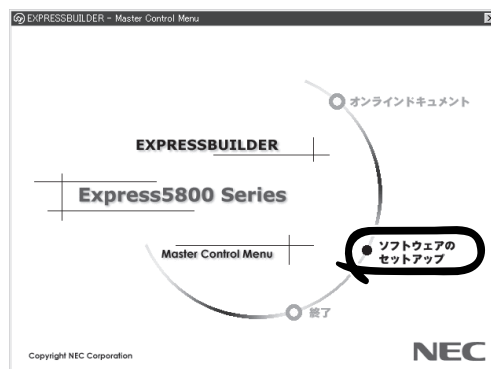 EXPRESSBUILDER - Master Control Menu
オンラインドキュメント
EXPRESSBUILDER
Express5800 Series
Master Control Menu
ソフトウェアの
セットアップ
終了
Copyright NEC Corporation
NEC